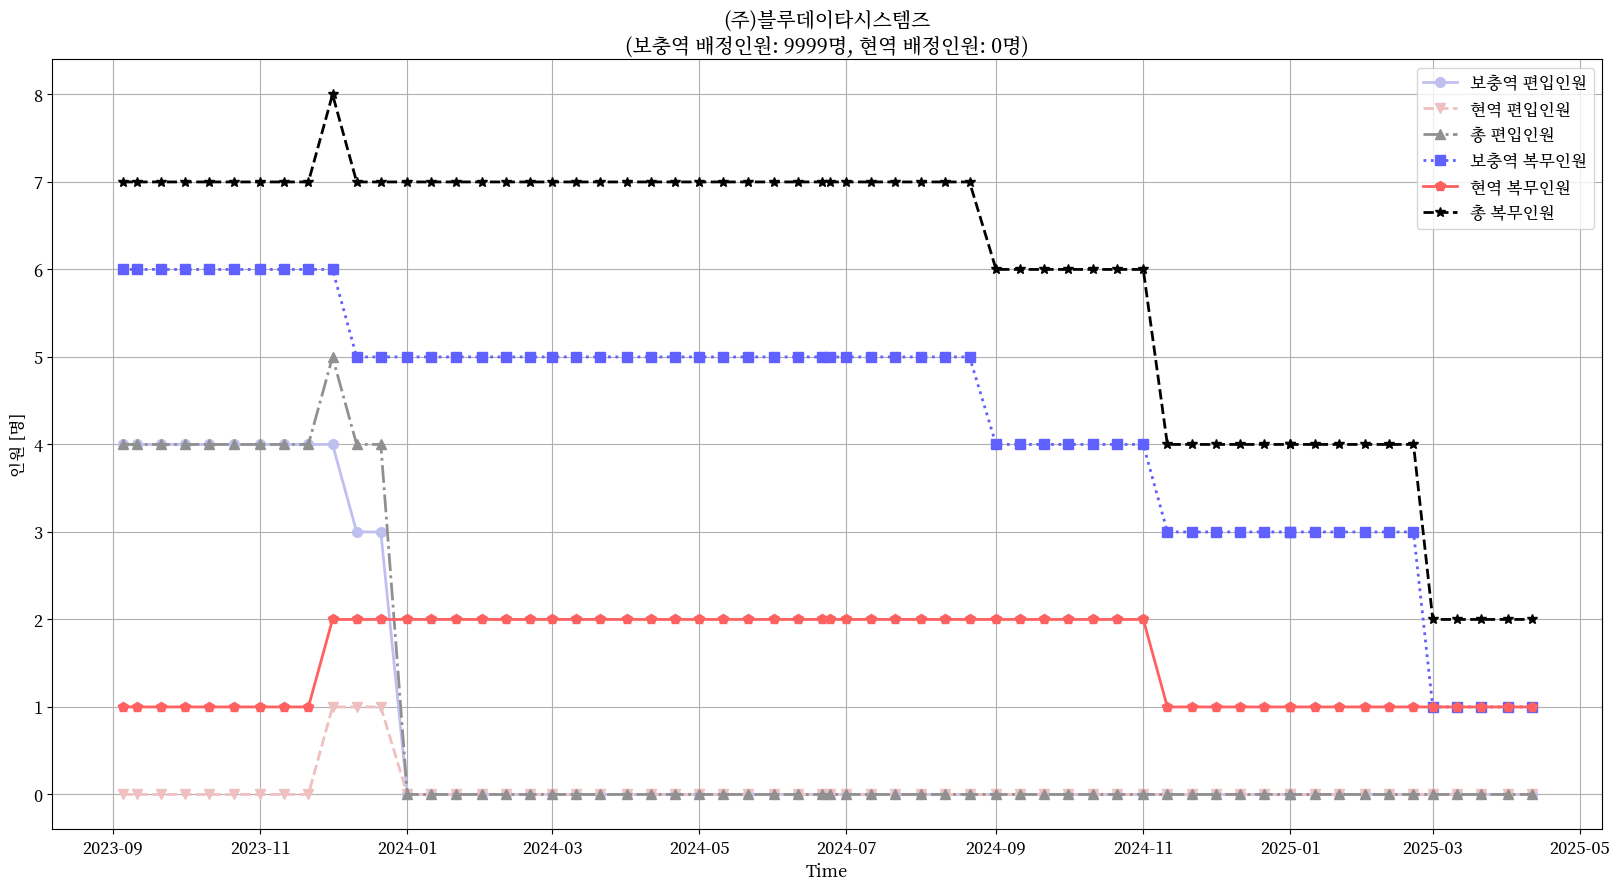 (주)블루데이타시스템즈
(보충역 배정인원: 9999명, 현역 배정인원: 0명)
보충역 편입인원
현역 편입인원
총 편입인원
보충역 복무인원
현역 복무인원
총 복무인원
인원 [명]
8
7
6
5
4
3
2
1
0
2023-09
2023-11
2024-01
2024-03
2024-05
2024-07
2024-09
2024-11
2025-01
2025-03
2025-05
Time